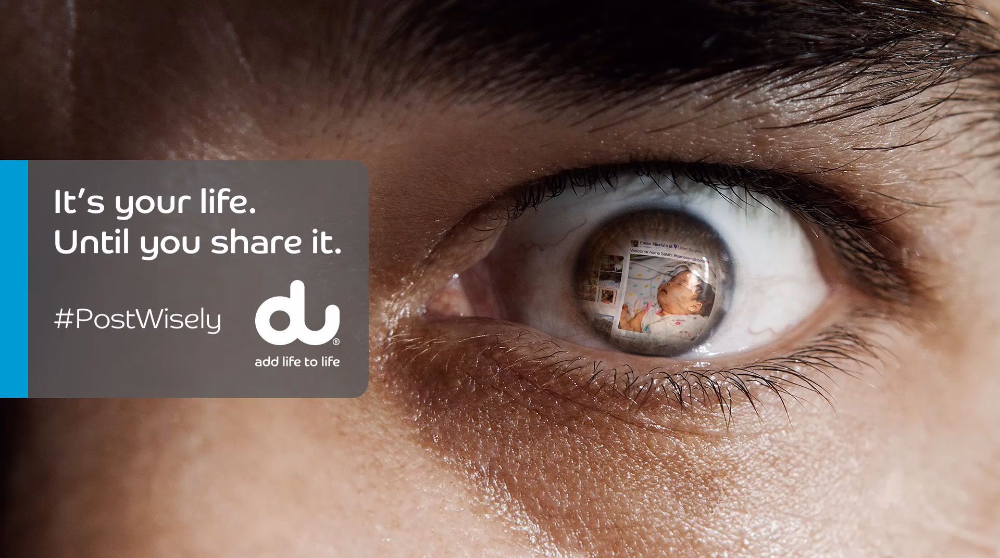 It's your life.
Until you share it.
#PostWisely
du®
add life to life
Eman Mustafa at Umm Suqeim
Welcome home Sarah! #homesweethome